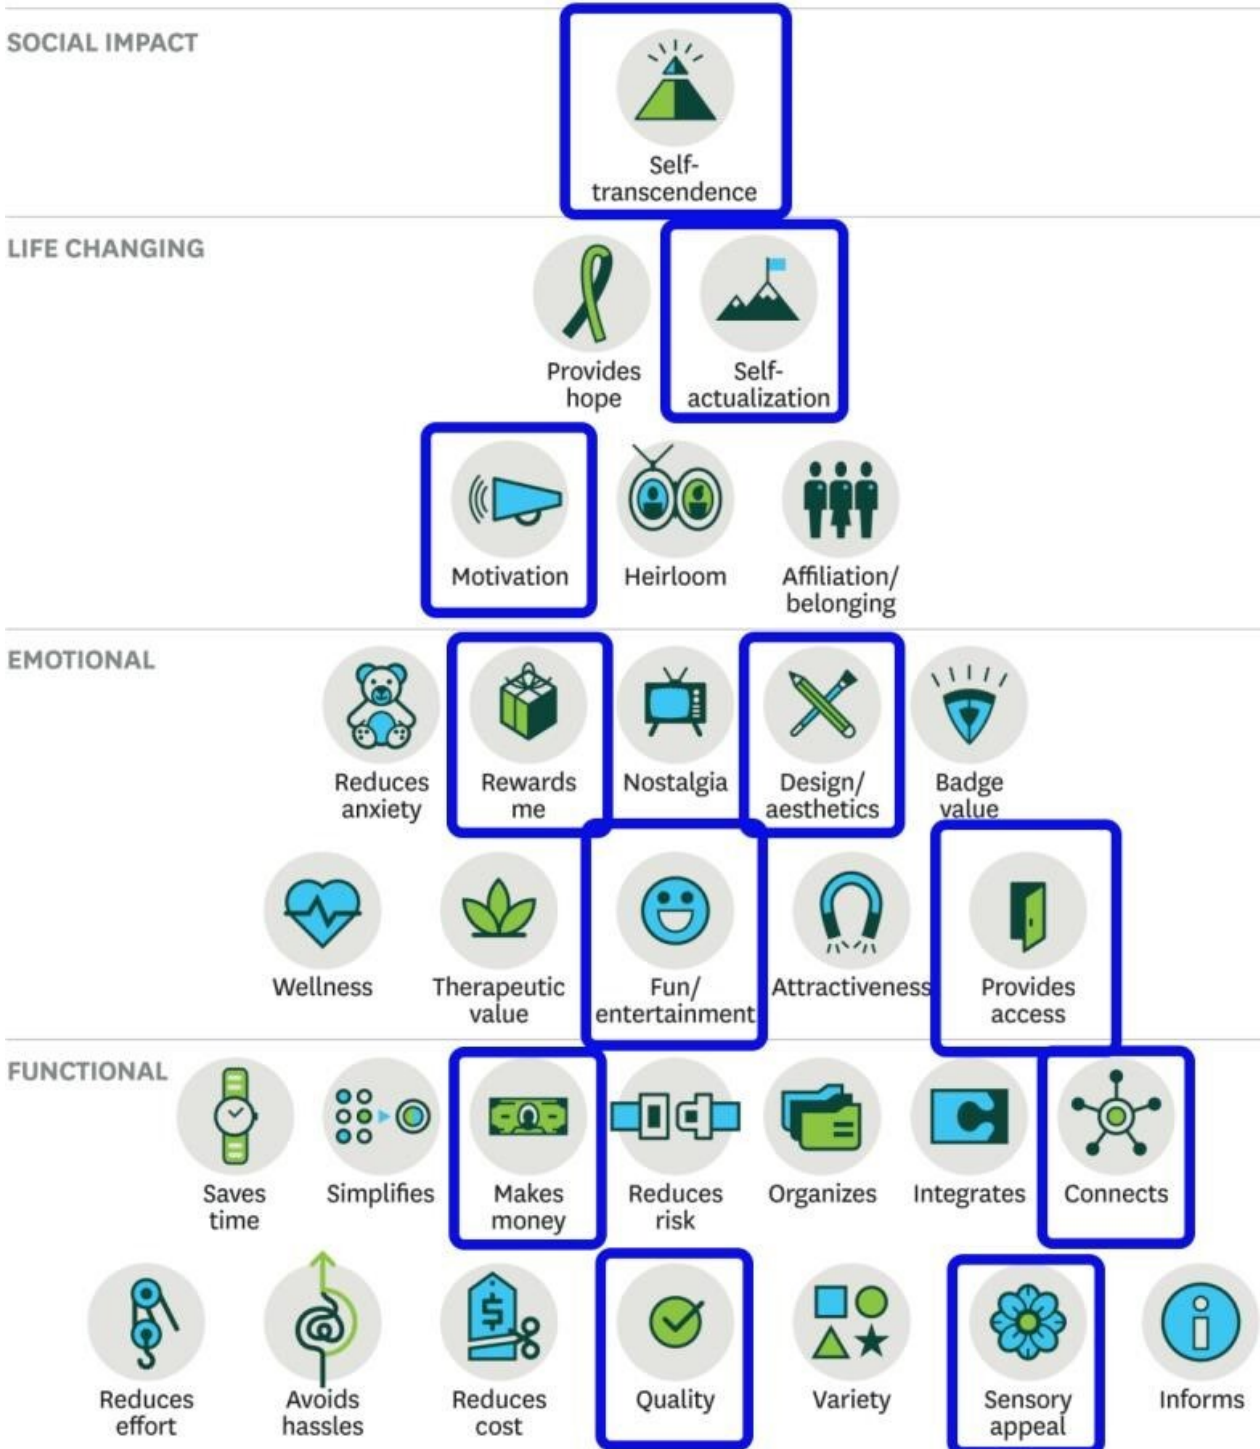 SOCIAL IMPACT
Self-
transcendence
LIFE CHANGING
Provides
hope
Self-
actualization
Motivation
Heirloom
Affiliation/
belonging
EMOTIONAL
Reduces
anxiety
Rewards
me
Nostalgia
Design/
aesthetics
Badge
value
Wellness
Therapeutic
value
Fun/
entertainment
Attractiveness
Provides
access
FUNCTIONAL
Saves
time
Simplifies
Makes
money
Reduces
risk
Organizes
Integrates
Connects
Reduces
effort
Avoids
hassles
$
Reduces
cost
Quality
Variety
Sensory
appeal
i
Informs